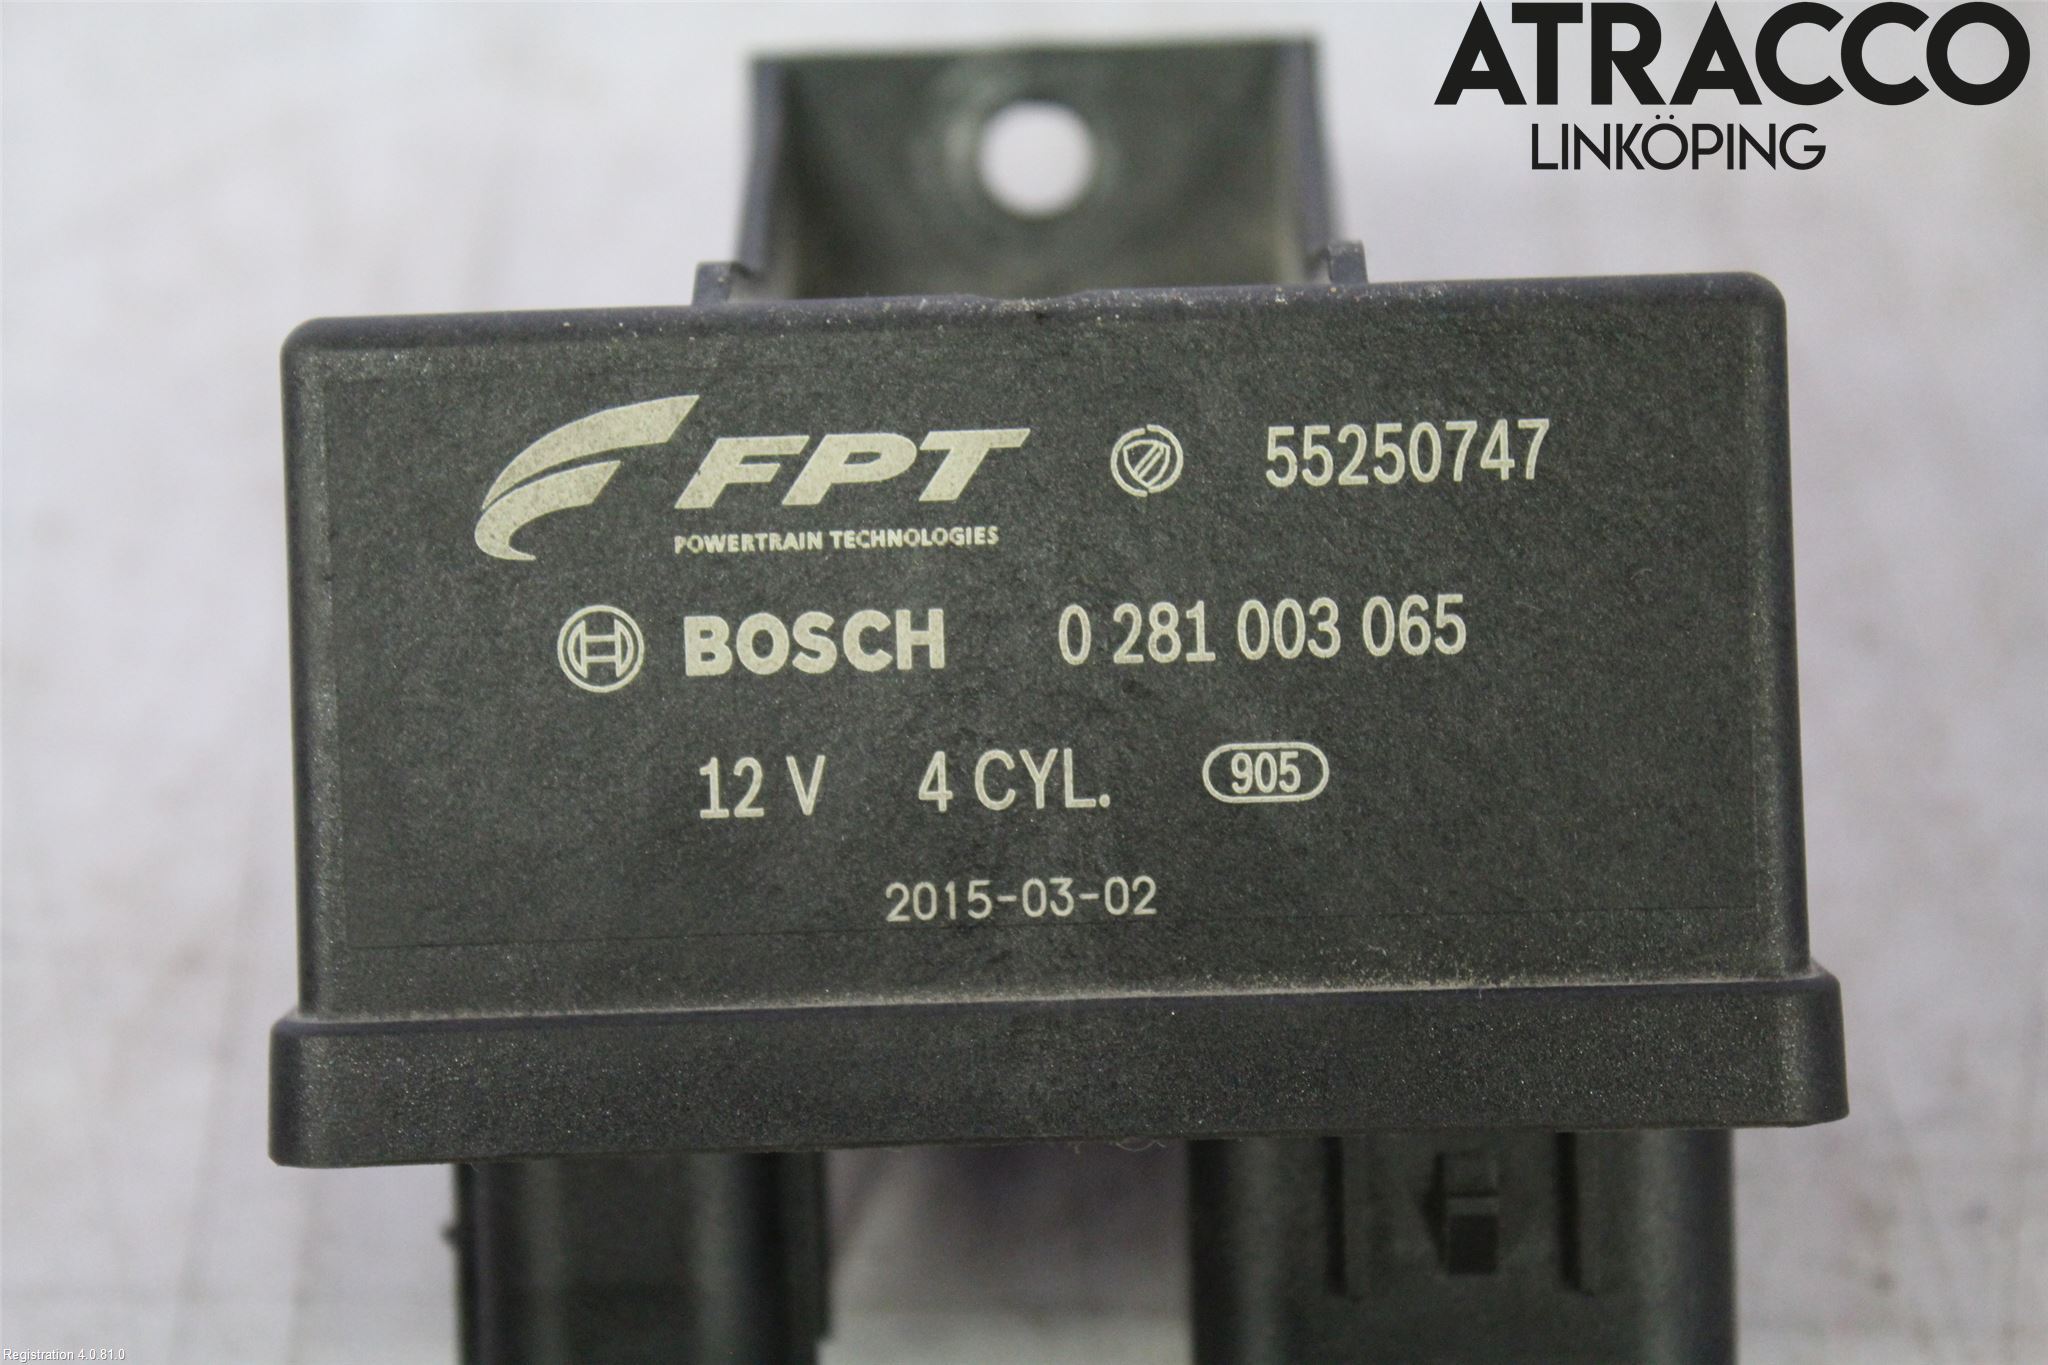 ATRACCO
LINKÖPING
FPT 55250747
POWERTRAIN TECHNOLOGIES
BOSCH 0 281 003 065
12 V 4 CYL. 905
2015-03-02
Registration 4.0.81.0